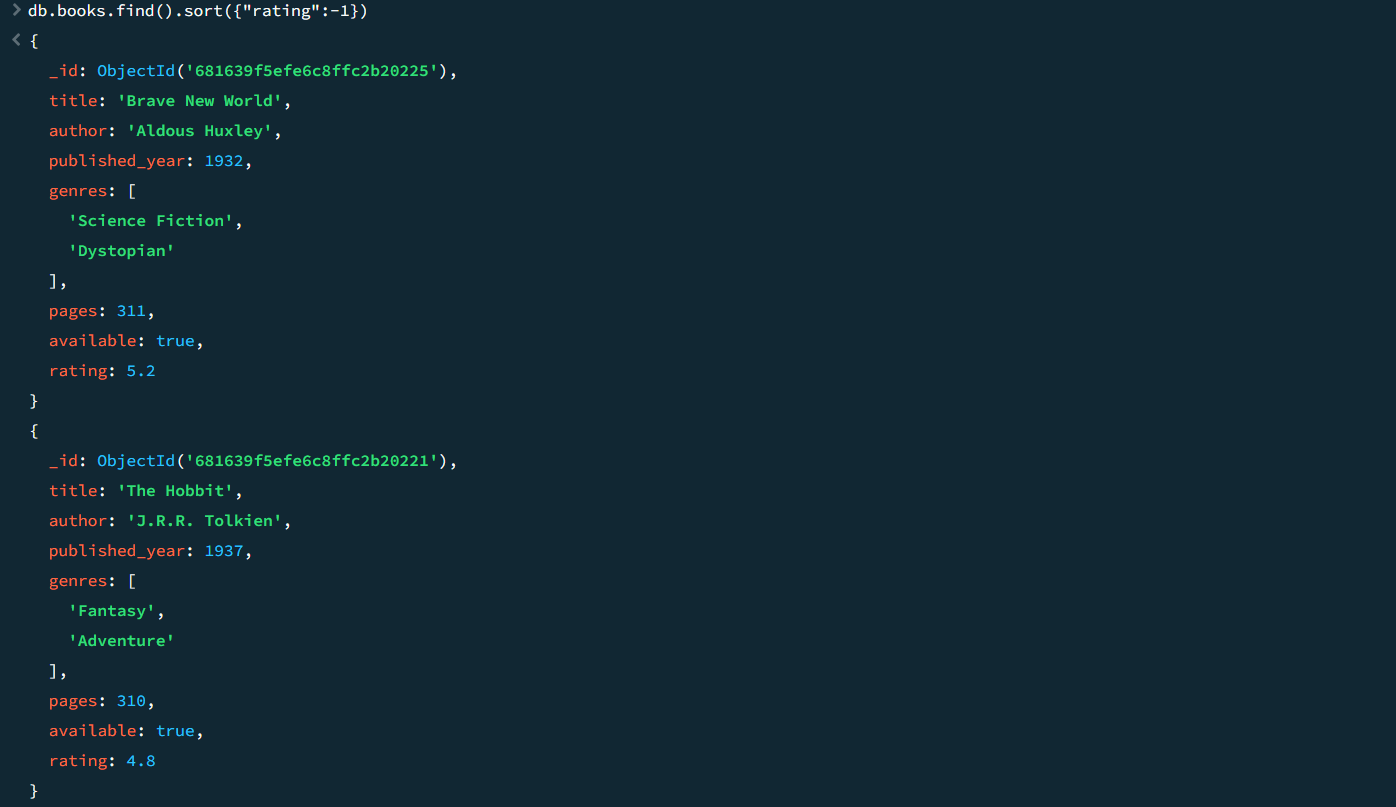 > db.books.find().sort({"rating":-1})
< {
_id: ObjectId('681639f5efe6c8ffc2b20225'),
title: 'Brave New World',
author: 'Aldous Huxley',
published_year: 1932,
genres: [
'Science Fiction',
'Dystopian'
],
pages: 311,
available: true,
rating: 5.2
}
{
_id: ObjectId('681639f5efe6c8ffc2b20221'),
title: 'The Hobbit',
author: 'J.R.R. Tolkien',
published_year: 1937,
genres: [
'Fantasy',
'Adventure'
],
pages: 310,
available: true,
rating: 4.8
}